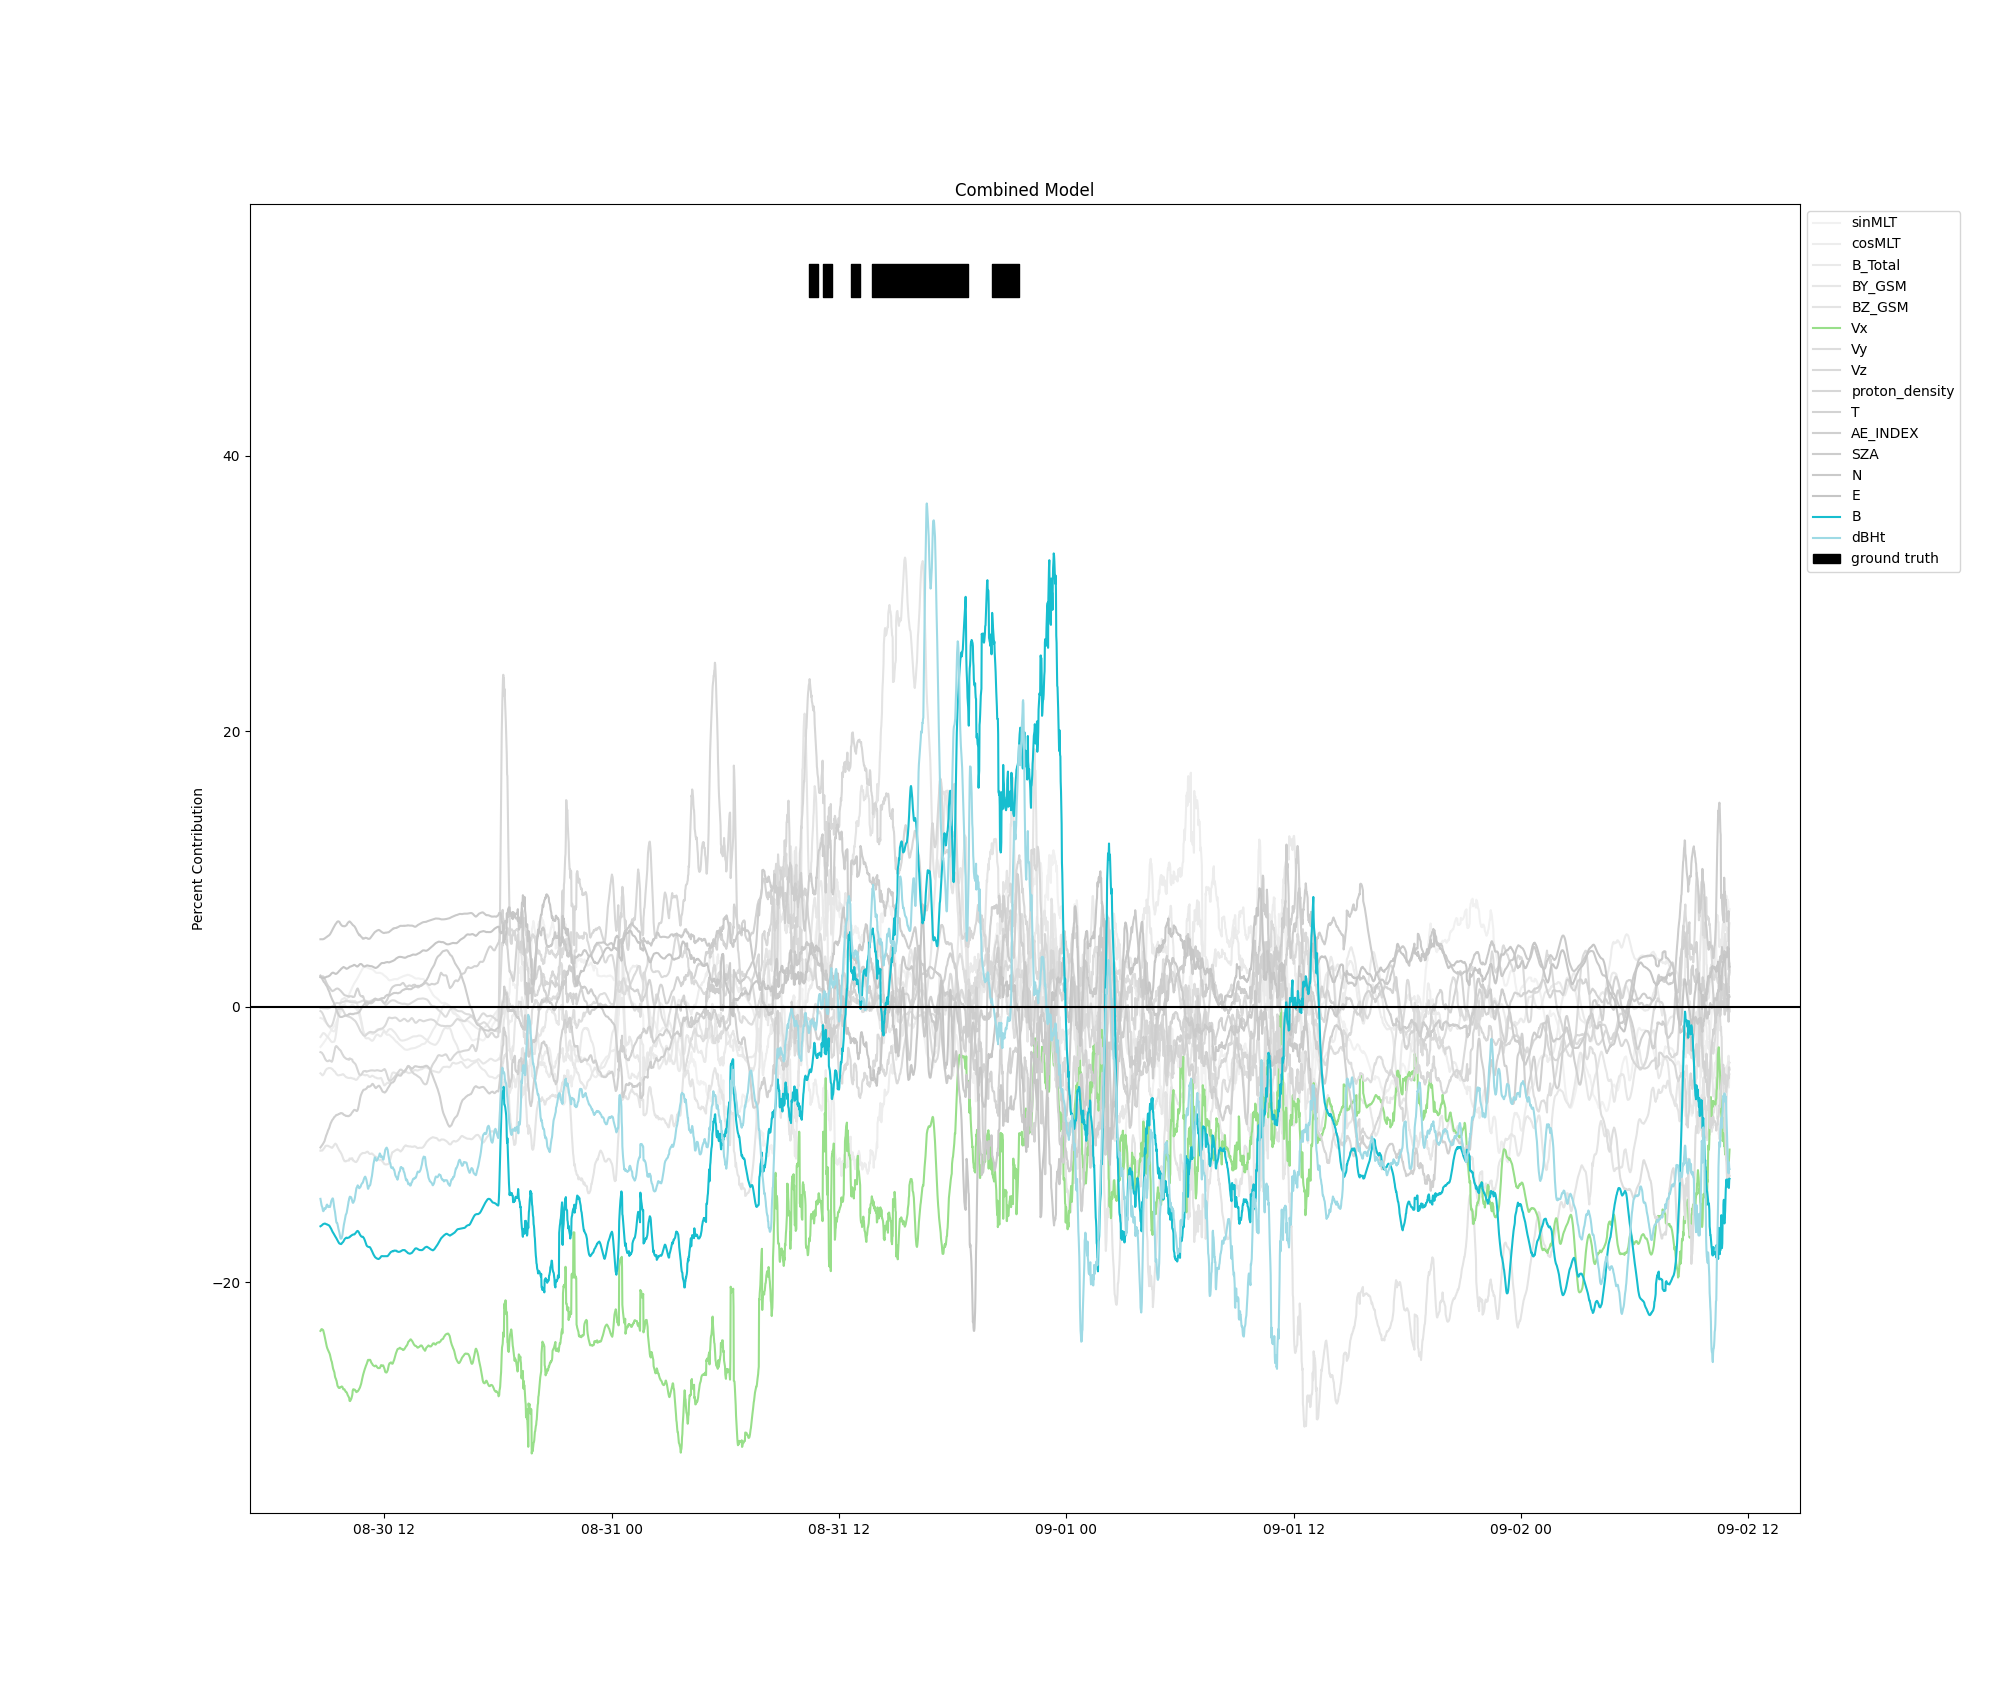 Combined Model
Percent Contribution
40
20
0
−20
08-30 12
08-31 00
08-31 12
09-01 00
09-01 12
09-02 00
09-02 12
sinMLT
cosMLT
B_Total
BY_GSM
BZ_GSM
Vx
Vy
Vz
proton_density
T
AE_INDEX
SZA
N
E
B
dBHt
ground truth